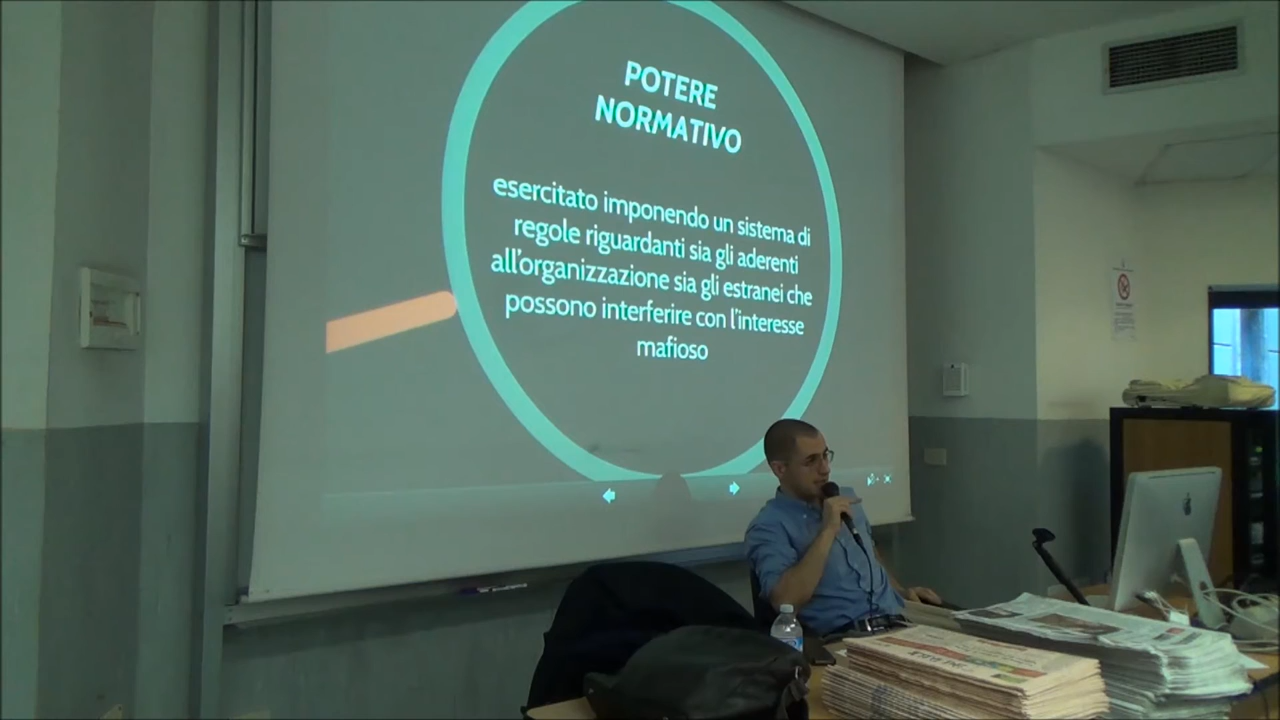 POTERE
NORMATIVO
esercitato imponendo un sistema di
regole riguardanti sia gli aderenti
all'organizzazione sia gli estranei che
possono interferire con l'interesse
mafioso